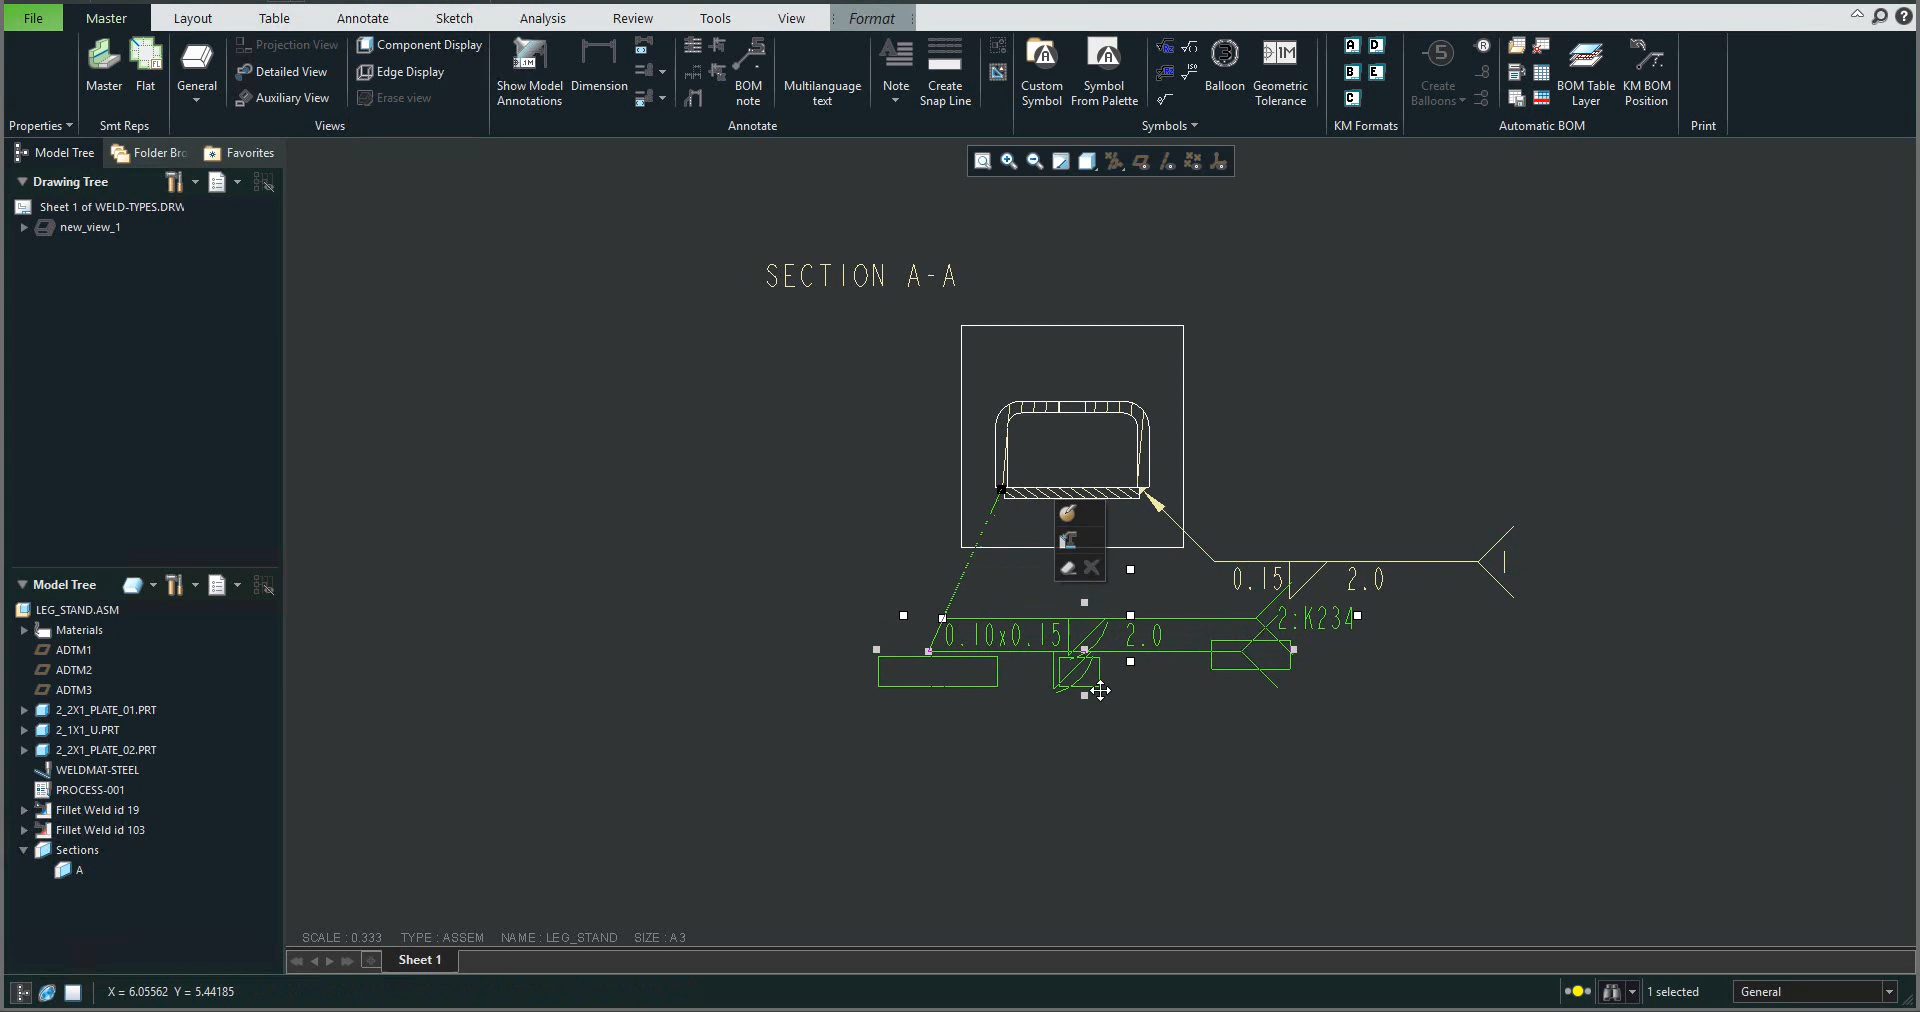 File Master Layout Table Annotate Sketch Analysis Review Tools View Format
Master
Flat
General
Projection View
Detailed View
Auxiliary View
Component Display
Edge Display
Erase view
Show Model Annotations
Dimension
BOM note
Multilanguage text
Note
Create Snap Line
Custom Symbol
Symbol From Palette
Balloon
Geometric Tolerance
Create Balloons
BOM Table Layer
KM BOM Position
Properties Smt Reps Views Annotate Symbols KM Formats Automatic BOM Print
Model Tree Folder Bro Favorites
Drawing Tree
Sheet 1 of WELD-TYPES.DRW
new_view_1
Model Tree
LEG_STAND.ASM
Materials
ADTM1
ADTM2
ADTM3
2_2X1_PLATE_01.PRT
2_1X1_U.PRT
2_2X1_PLATE_02.PRT
WELDMAT-STEEL
PROCESS-001
Fillet Weld id 19
Fillet Weld id 103
Sections
A
SECTION A-A
0.15 2.0 1
2:K234
0.10x0.15 2.0
SCALE : 0.333 TYPE : ASSEM NAME : LEG_STAND SIZE : A3
Sheet 1
X = 6.05562 Y = 5.44185
1 selected
General